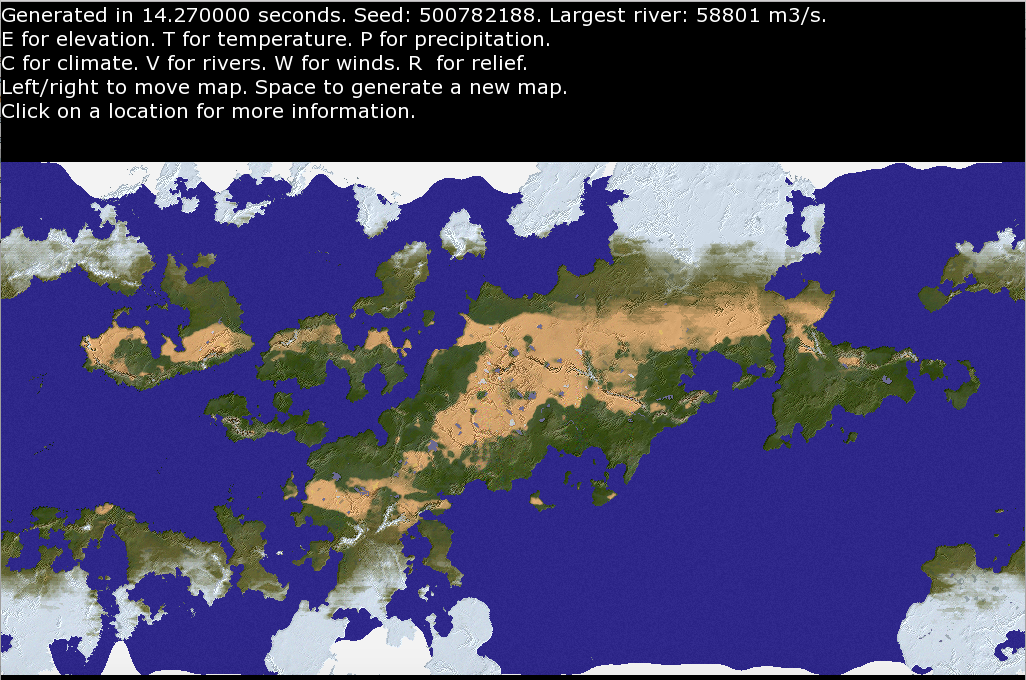 Generated in 14.270000 seconds. Seed: 500782188. Largest river: 58801 m3/s.
E for elevation. T for temperature. P for precipitation.
C for climate. V for rivers. W for winds. R  for relief.
Left/right to move map. Space to generate a new map.
Click on a location for more information.